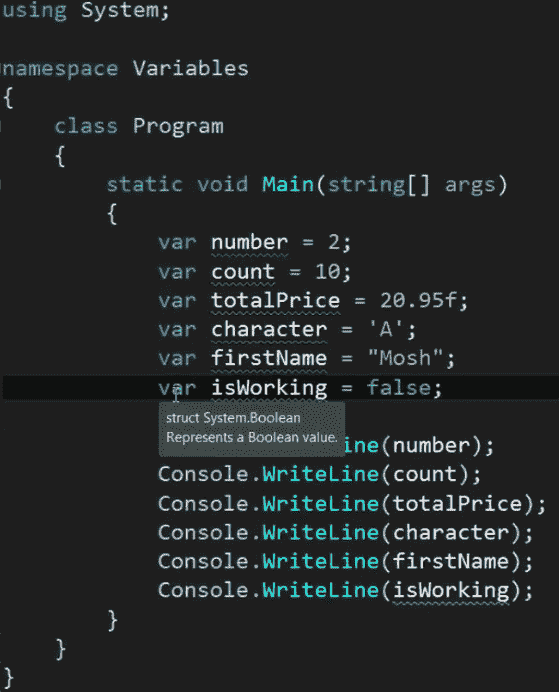 using System;
namespace Variables
{
class Program
{
static void Main(string[] args)
{
var number = 2;
var count = 10;
var totalPrice = 20.95f;
var character = 'A';
var firstName = "Mosh";
var isWorking = false;
struct System.Boolean
Represents a Boolean value.
ine(number);
Console.WriteLine(count);
Console.WriteLine(totalPrice);
Console.WriteLine(character);
Console.WriteLine(firstName);
Console.WriteLine(isWorking);
}
}
}